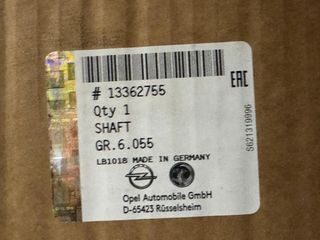 # 13362755
Qty 1
SHAFT
GR.6.055
LB1018 MADE IN GERMANY
Opel Automobile GmbH
D-65423 Rüsselsheim
EAC
S621319996